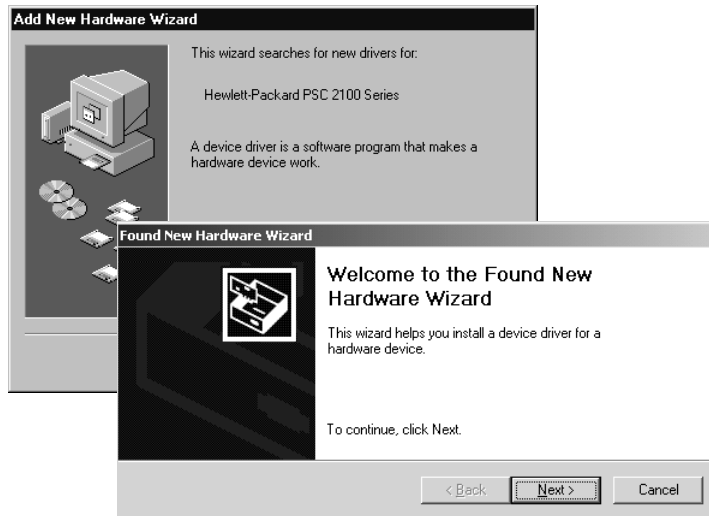 Add New Hardware Wizard
This wizard searches for new drivers for:
Hewlett-Packard PSC 2100 Series
A device driver is a software program that makes a
hardware device work.
Found New Hardware Wizard
Welcome to the Found New
Hardware Wizard
This wizard helps you install a device driver for a
hardware device.
To continue, click Next.
< Back
Next >
Cancel